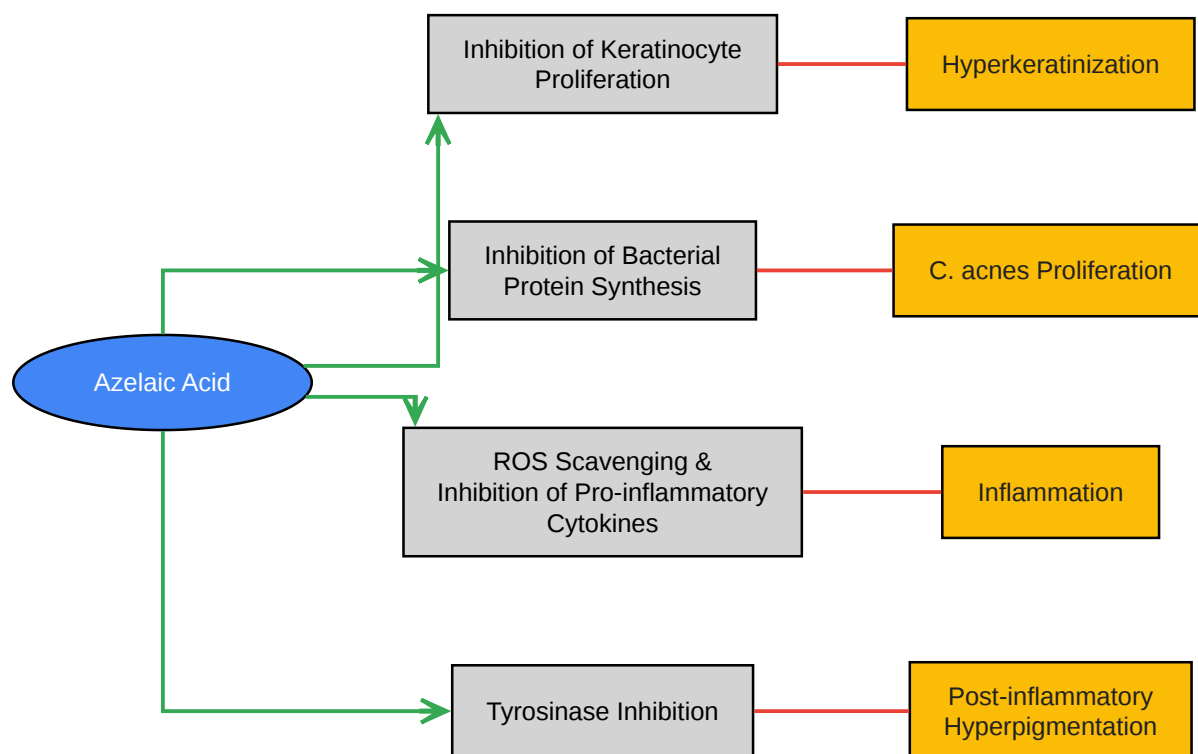 Inhibition of Keratinocyte
Proliferation
Hyperkeratinization
Inhibition of Bacterial
Protein Synthesis
C. acnes Proliferation
Azelaic Acid
ROS Scavenging &
Inhibition of Pro-inflammatory
Cytokines
Inflammation
Tyrosinase Inhibition
Post-inflammatory
Hyperpigmentation